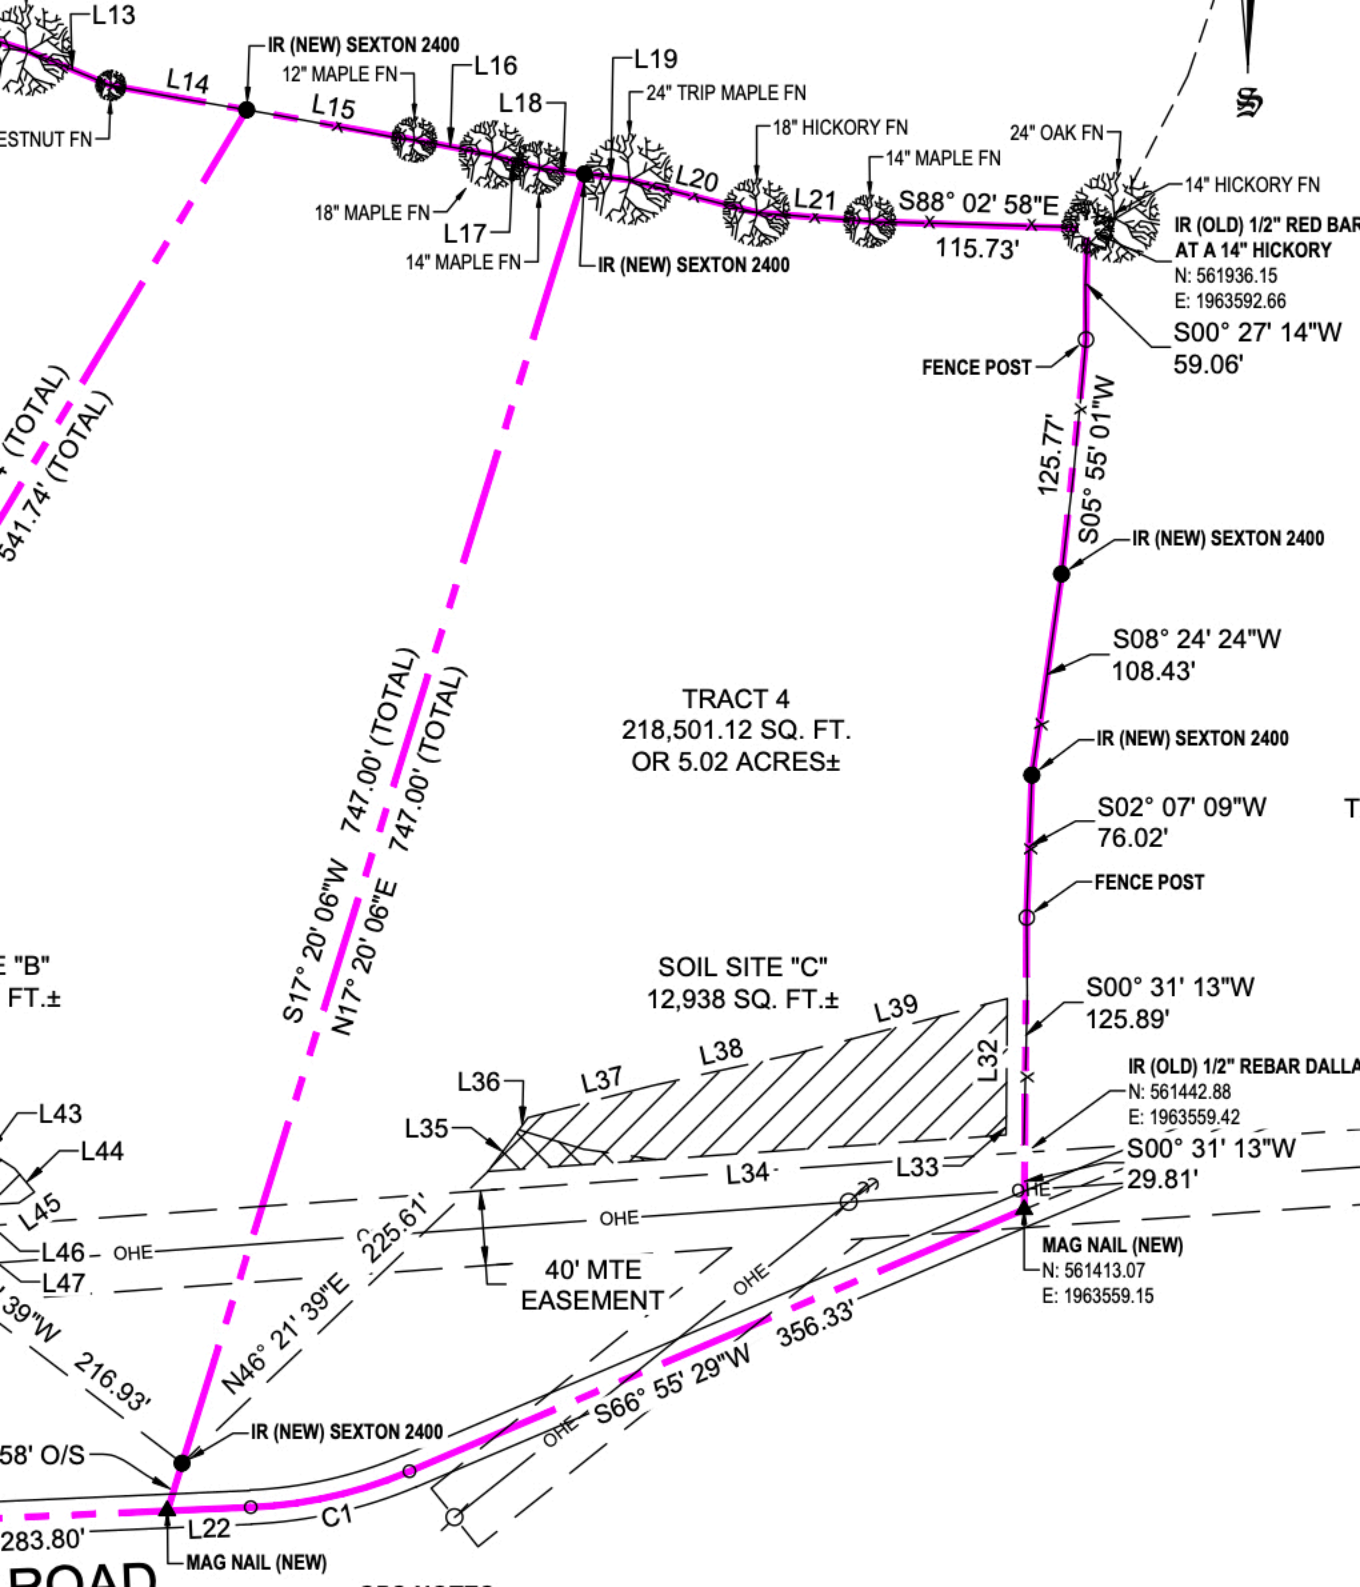 L13
IR (NEW) SEXTON 2400
12" MAPLE FN
L16
L19
L14
L15
L18
24" TRIP MAPLE FN
ESTNUT FN
18" HICKORY FN
24" OAK FN
14" MAPLE FN
14" HICKORY FN
L20
L21
S88° 02' 58"E
115.73'
18" MAPLE FN
L17
14" MAPLE FN
IR (NEW) SEXTON 2400
IR (OLD) 1/2" RED BAR
AT A 14" HICKORY
N: 561936.15
E: 1963592.66
S00° 27' 14"W
59.06'
FENCE POST
(TOTAL)
541.74' (TOTAL)
125.77'
S05° 55' 01"W
IR (NEW) SEXTON 2400
S08° 24' 24"W
108.43'
TRACT 4
218,501.12 SQ. FT.
OR 5.02 ACRES±
IR (NEW) SEXTON 2400
S17° 20' 06"W 747.00' (TOTAL)
N17° 20' 06"E 747.00' (TOTAL)
S02° 07' 09"W
76.02'
T
FENCE POST
E "B"
FT.±
SOIL SITE "C"
12,938 SQ. FT.±
S00° 31' 13"W
125.89'
L39
L38
L37
L36
L35
L32
L34
L33
IR (OLD) 1/2" REBAR DALLA
N: 561442.88
E: 1963559.42
S00° 31' 13"W
29.81'
L43
L44
L45
L46
L47
OHE
OHE
OHE
OHE
OHE
40' MTE
EASEMENT
N46° 21' 39"E 225.61'
MAG NAIL (NEW)
N: 561413.07
E: 1963559.15
39"W 216.93'
S66° 55' 29"W 356.33'
IR (NEW) SEXTON 2400
58' O/S
L22
C1
283.80'
MAG NAIL (NEW)
ROAD